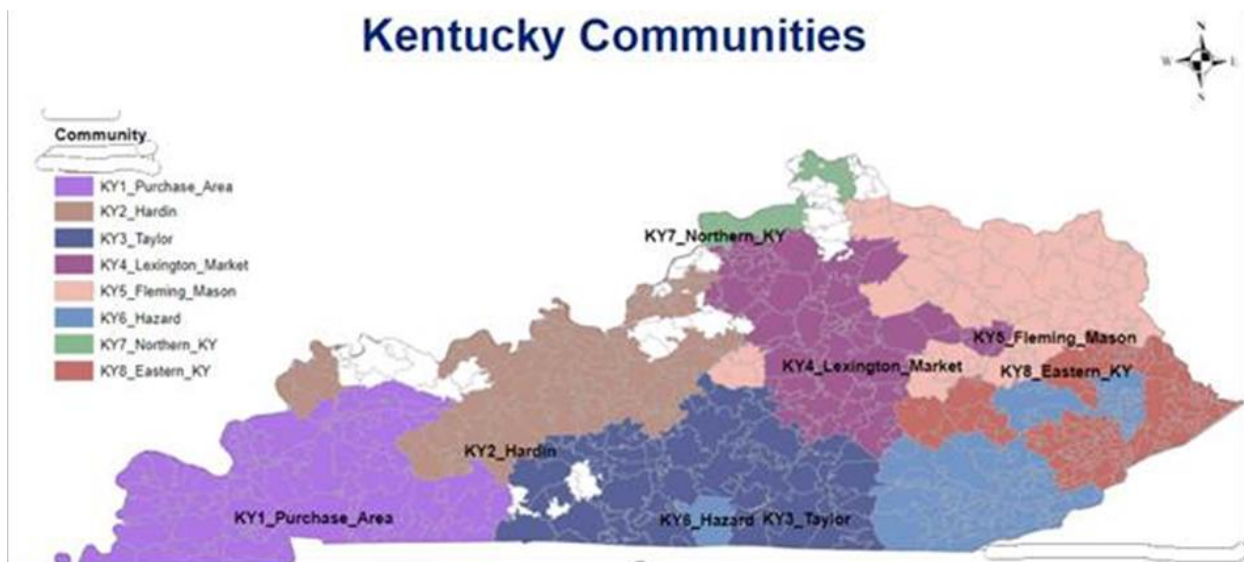 Kentucky Communities
N
W E
S
Community
KY1_Purchase_Area
KY2_Hardin
KY3_Taylor
KY4_Lexington_Market
KY5_Fleming_Mason
KY6_Hazard
KY7_Northern_KY
KY8_Eastern_KY
KY7_Northern_KY
KY5_Fleming_Mason
KY4_Lexington_Market
KY8_Eastern_KY
KY2_Hardin
KY1_Purchase_Area
KY6_Hazard
KY3_Taylor